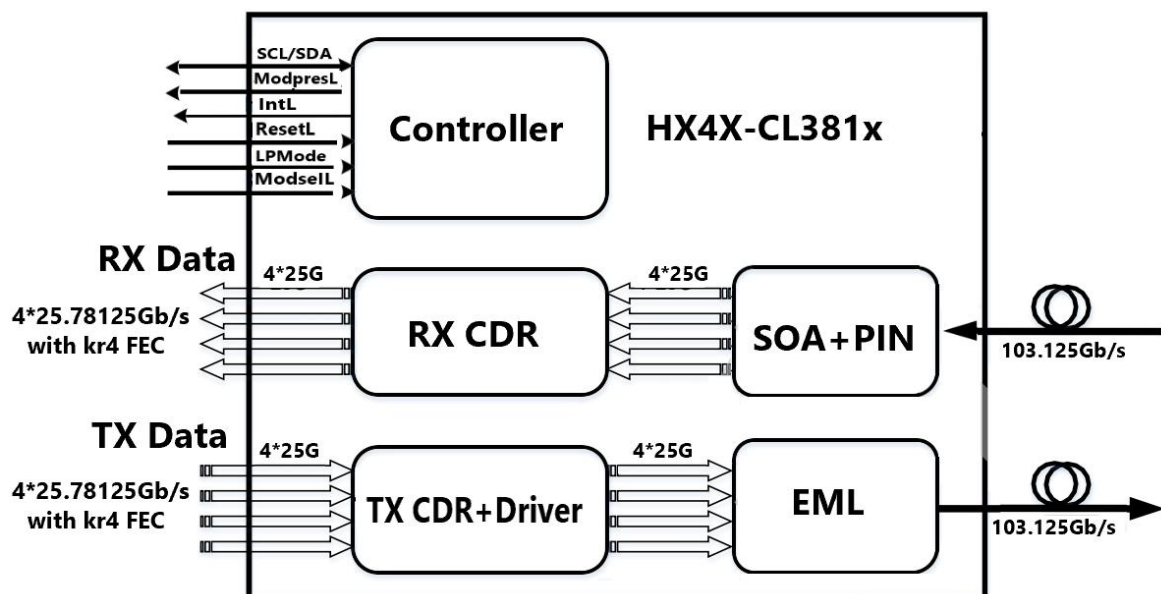 SCL/SDA
ModpresL
IntL
ResetL
LPMode
ModselL
Controller
HX4X-CL381x
RX Data
4*25.78125Gb/s
with kr4 FEC
4*25G
RX CDR
4*25G
SOA+PIN
103.125Gb/s
TX Data
4*25.78125Gb/s
with kr4 FEC
4*25G
TX CDR+Driver
4*25G
EML
103.125Gb/s